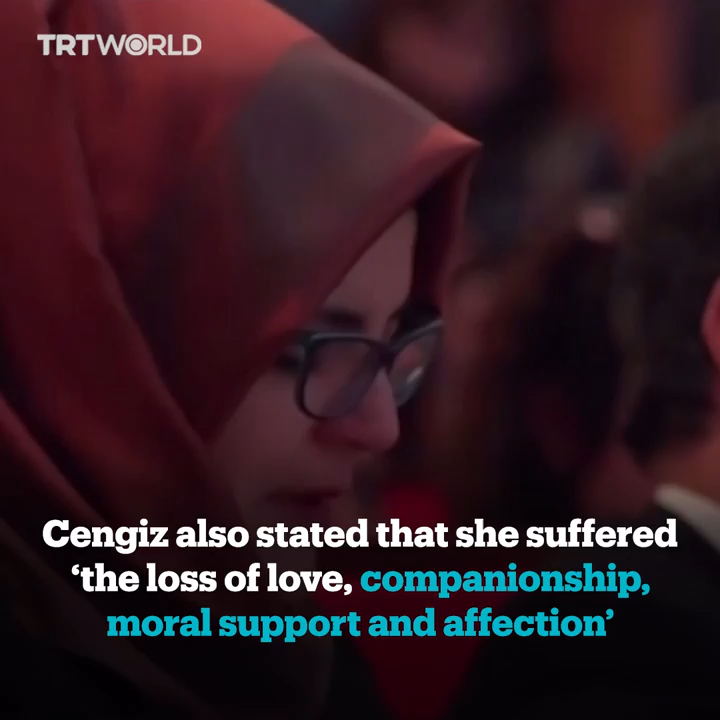 TRTWORLD
Cengiz also stated that she suffered
‘the loss of love, companionship,
moral support and affection’